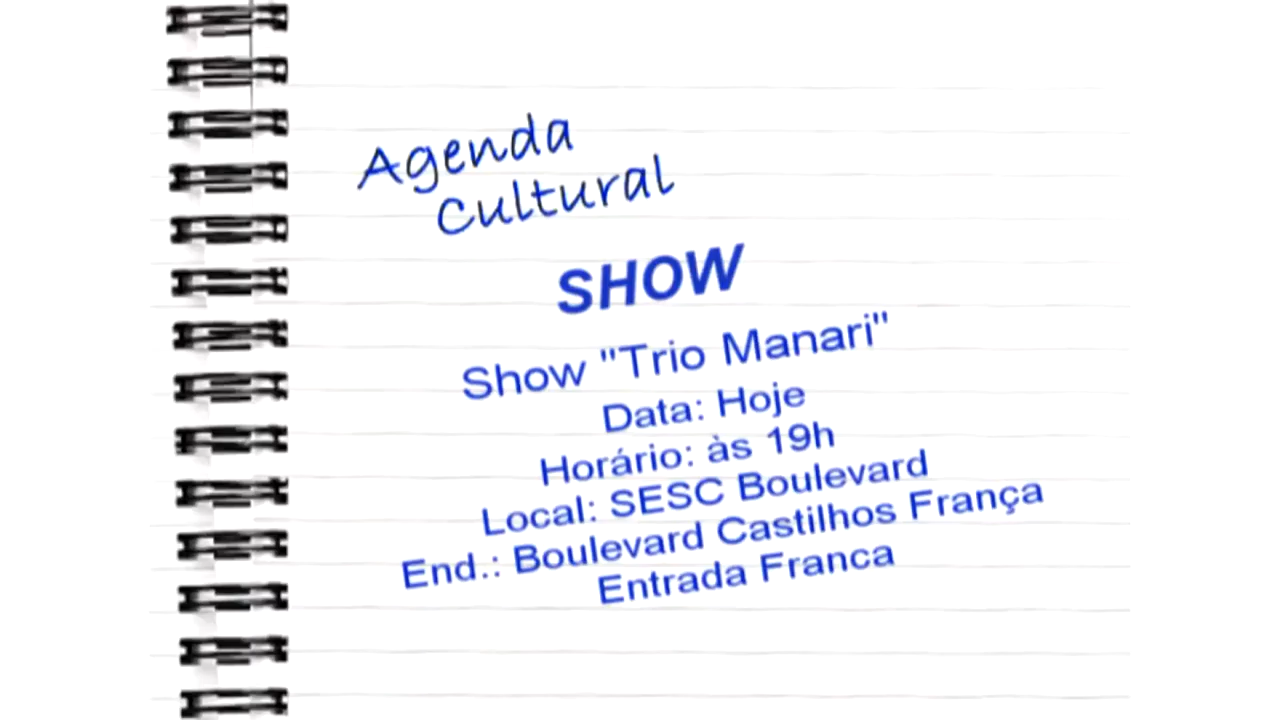 Agenda
Cultural
SHOW
Show "Trio Manari"
Data: Hoje
Horário: às 19h
Local: SESC Boulevard
End.: Boulevard Castilhos França
Entrada Franca